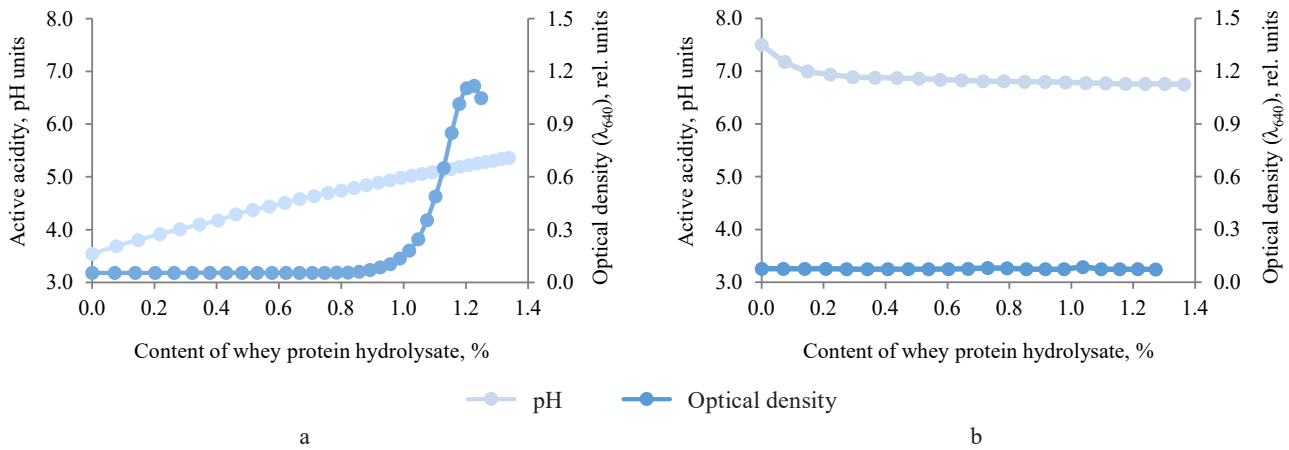 Active acidity, pH units
8.0
7.0
6.0
5.0
4.0
3.0
0.0 0.2 0.4 0.6 0.8 1.0 1.2 1.4
Content of whey protein hydrolysate, %
1.5
1.2
0.9
0.6
0.3
0.0
Optical density (λ640), rel. units
Active acidity, pH units
8.0
7.0
6.0
5.0
4.0
3.0
0.0 0.2 0.4 0.6 0.8 1.0 1.2 1.4
Content of whey protein hydrolysate, %
1.5
1.2
0.9
0.6
0.3
0.0
Optical density (λ640), rel. units
pH Optical density
a b